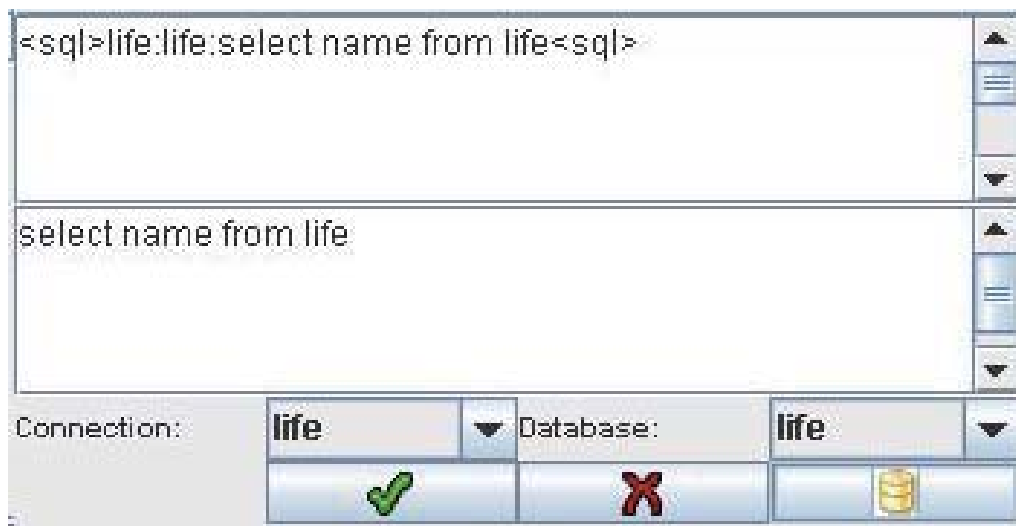 <sql>life:life:select name from life<sql>
select name from life
Connection: life Database: life